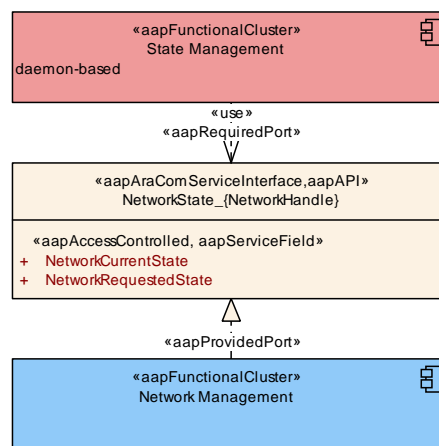 «aapFunctionalCluster»
State Management
daemon-based
«use»
«aapRequiredPort»
«aapAraComServiceInterface,aapAPI»
NetworkState_{NetworkHandle}
«aapAccessControlled, aapServiceField»
+ NetworkCurrentState
+ NetworkRequestedState
«aapProvidedPort»
«aapFunctionalCluster»
Network Management